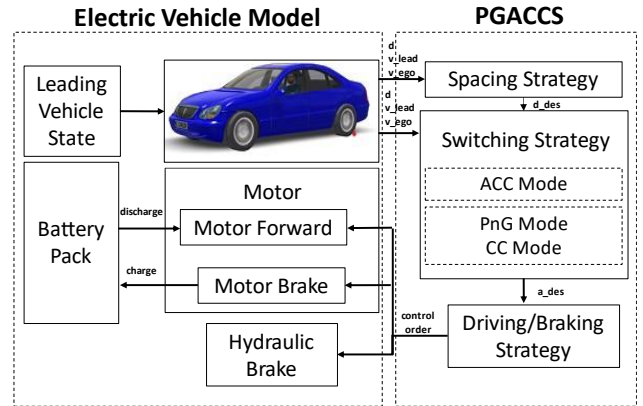 Electric Vehicle Model
PGACCS
Leading
Vehicle
State
d
v_lead
v_ego
d
v_lead
v_ego
Spacing Strategy
d_des
Switching Strategy
ACC Mode
PnG Mode
CC Mode
a_des
Driving/Braking
Strategy
control
order
Motor
Motor Forward
Motor Brake
Hydraulic
Brake
Battery
Pack
discharge
charge